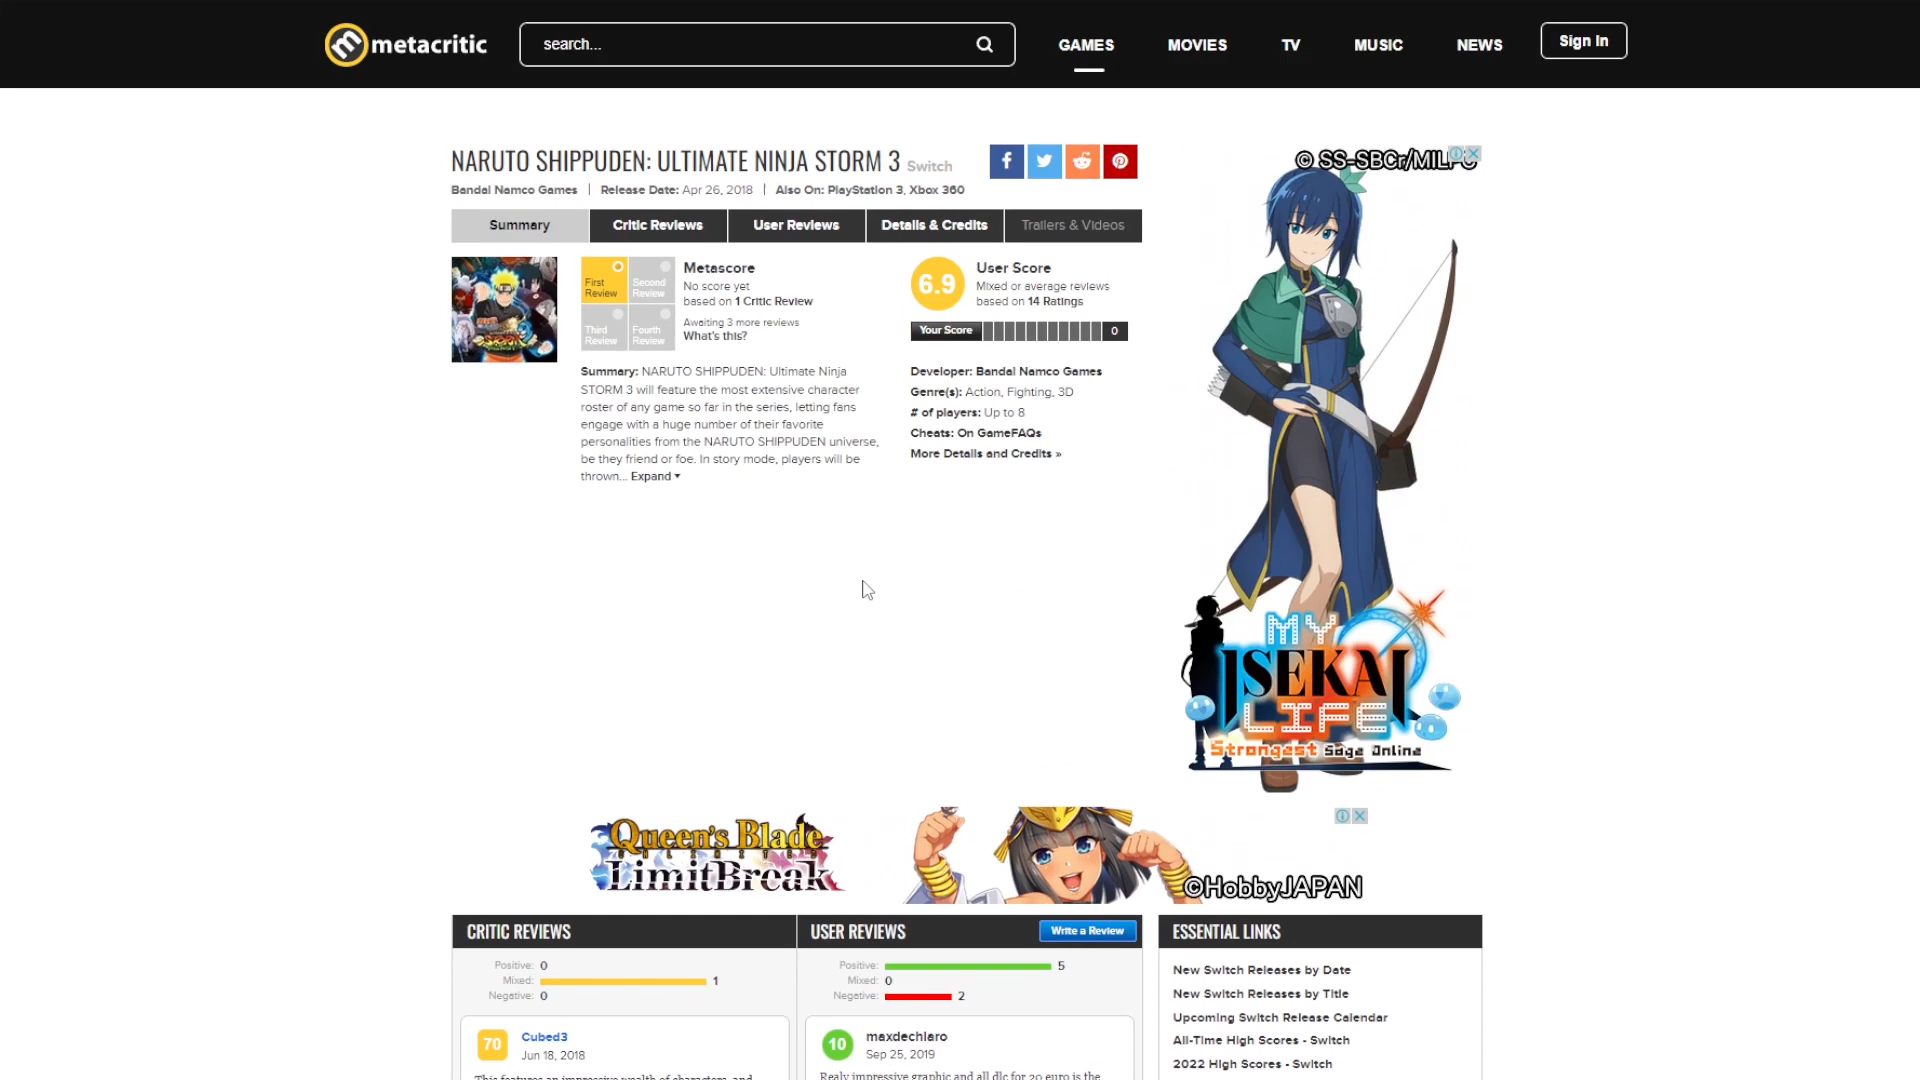 metacritic
search...
GAMES
MOVIES
TV
MUSIC
NEWS
Sign In
NARUTO SHIPPUDEN: ULTIMATE NINJA STORM 3 Switch
Bandai Namco Games | Release Date: Apr 26, 2018 | Also On: PlayStation 3, Xbox 360
Summary
Critic Reviews
User Reviews
Details & Credits
Trailers & Videos
First Review
Second Review
Third Review
Fourth Review
Metascore
No score yet
based on 1 Critic Review
Awaiting 3 more reviews
What's this?
6.9
User Score
Mixed or average reviews
based on 14 Ratings
Your Score
0
Summary: NARUTO SHIPPUDEN: Ultimate Ninja
STORM 3 will feature the most extensive character
roster of any game so far in the series, letting fans
engage with a huge number of their favorite
personalities from the NARUTO SHIPPUDEN universe,
be they friend or foe. In story mode, players will be
thrown... Expand
Developer: Bandai Namco Games
Genre(s): Action, Fighting, 3D
# of players: Up to 8
Cheats: On GameFAQs
More Details and Credits »
MY
ISEKAI
LIFE
Strongest Sage Online
Queen's Blade
LimitBreak
©HobbyJAPAN
CRITIC REVIEWS
Positive: 0
Mixed: 1
Negative: 0
70
Cubed3
Jun 18, 2018
This features an impressive wealth of characters, and
USER REVIEWS
Write a Review
Positive: 5
Mixed: 0
Negative: 2
10
maxdechiaro
Sep 25, 2019
Realy impressive graphic and all dlc for 20 euro is the
ESSENTIAL LINKS
New Switch Releases by Date
New Switch Releases by Title
Upcoming Switch Release Calendar
All-Time High Scores - Switch
2022 High Scores - Switch